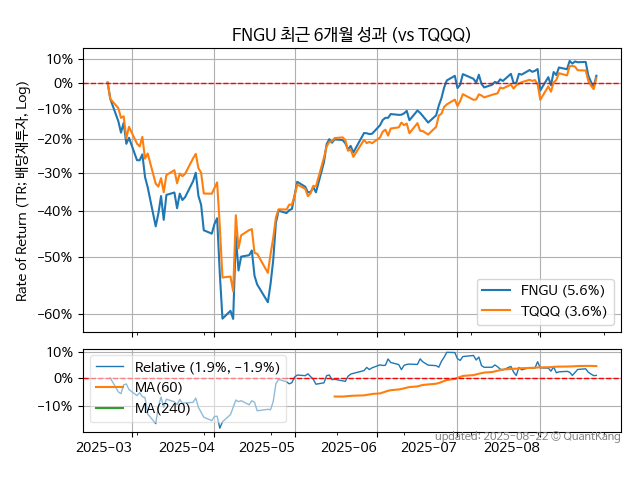 FNGU 최근 6개월 성과 (vs TQQQ)
Rate of Return (TR: 배당재투자, Log)
10%
0%
−10%
−20%
−30%
−40%
−50%
−60%
FNGU (5.6%)
TQQQ (3.6%)
10%
0%
−10%
Relative (1.9%, -1.9%)
MA(60)
MA(240)
2025-03
2025-04
2025-05
2025-06
2025-07
2025-08
updated: 2025-08-22 © QuantKang